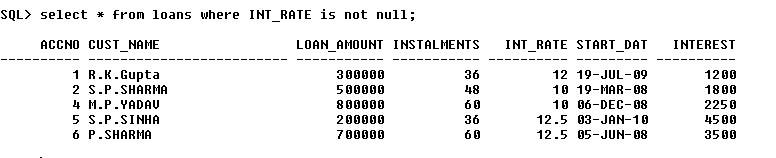 SQL> select * from loans where INT_RATE is not null;
ACCNO CUST_NAME LOAN_AMOUNT INSTALMENTS INT_RATE START_DAT INTEREST
---------- -------------------- ----------- ----------- ---------- --------- ----------
1 R.K.Gupta 300000 36 12 19-JUL-09 1200
2 S.P.SHARMA 500000 48 10 19-MAR-08 1800
4 M.P.YADAV 800000 60 10 06-DEC-08 2250
5 S.P.SINHA 200000 36 12.5 03-JAN-10 4500
6 P.SHARMA 700000 60 12.5 05-JUN-08 3500